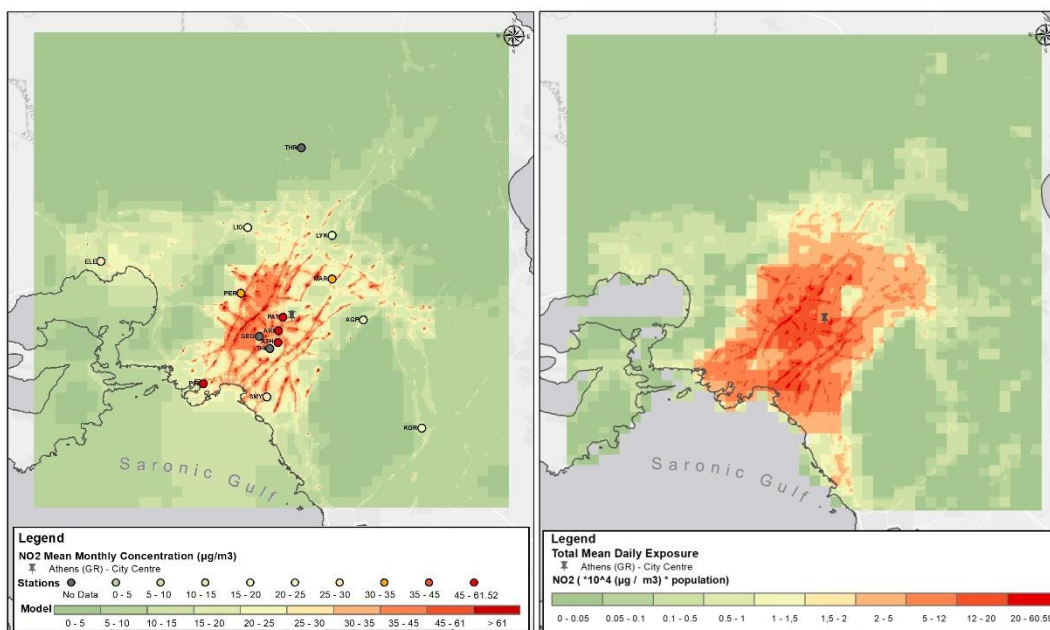 THR
LIO
LYK
ELE
MAR
PER
PAT
AGP
ARI
GEO
ATH
PIR
SMY
KOR
Saronic Gulf
Legend
NO2 Mean Monthly Concentration (µg/m3)
Athens (GR) - City Centre
Stations
No Data 0 - 5 5 - 10 10 - 15 15 - 20 20 - 25 25 - 30 30 - 35 35 - 45 45 - 61.52
Model
0 - 5 5 - 10 10 - 15 15 - 20 20 - 25 25 - 30 30 - 35 35 - 45 45 - 61 > 61
Saronic Gulf
Legend
Total Mean Daily Exposure
Athens (GR) - City Centre
NO2 ( *10^4 (µg / m3) * population)
0 - 0.05 0.05 - 0.1 0.1 - 0.5 0.5 - 1 1 - 1,5 1,5 - 2 2 - 5 5 - 12 12 - 20 20 - 60.59